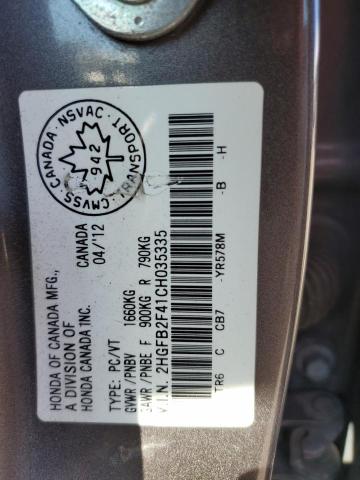 HONDA OF CANADA MFG., CANADA
A DIVISION OF 04/'12
HONDA CANADA INC.
CMVSS CANADA · NSVAC · TRANSPORT
942
TYPE: PC/VT
GVWR / PNBV 1660KG
GAWR / PNBE F 900KG R 790KG
V.I.N. 2HGFB2F41CH035335
TR6 C CB7 -YR578M -B -H